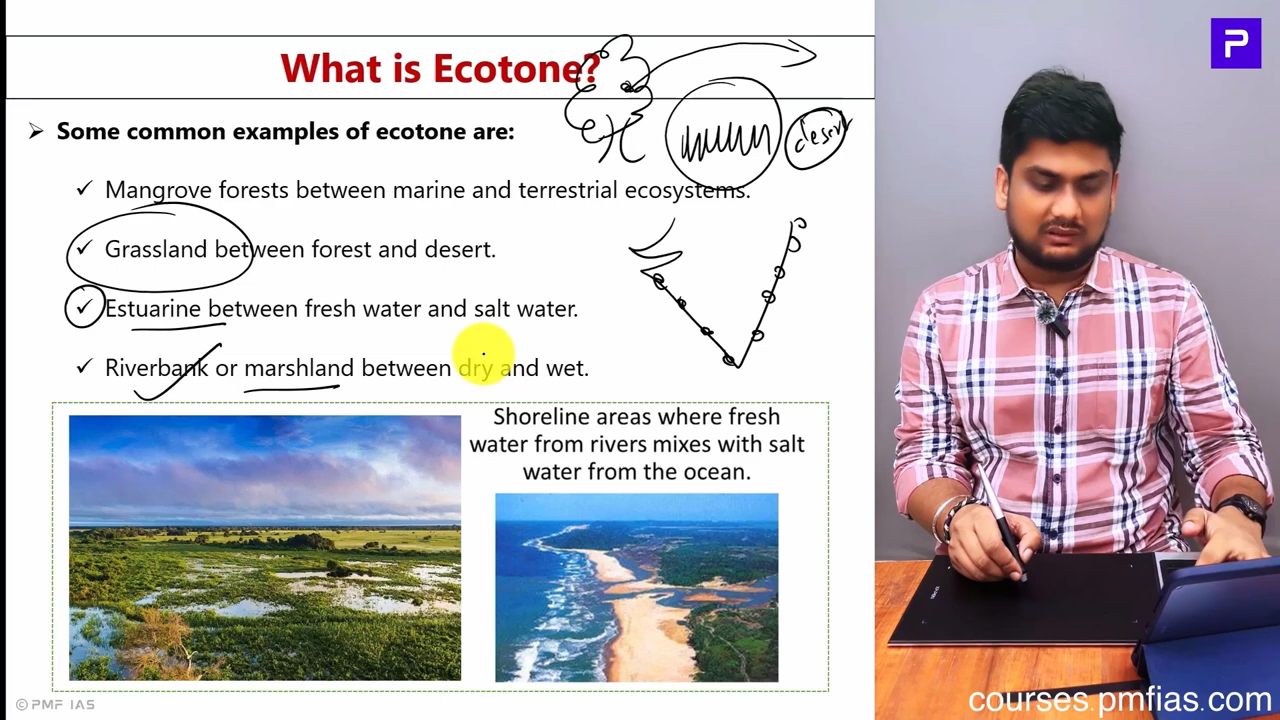 What is Ecotone?
➤ Some common examples of ecotone are:
desert
✓ Mangrove forests between marine and terrestrial ecosystems.
✓ Grassland between forest and desert.
✓ Estuarine between fresh water and salt water.
✓ Riverbank or marshland between dry and wet.
Shoreline areas where fresh
water from rivers mixes with salt
water from the ocean.
© PMF IAS
P
courses.pmfias.com